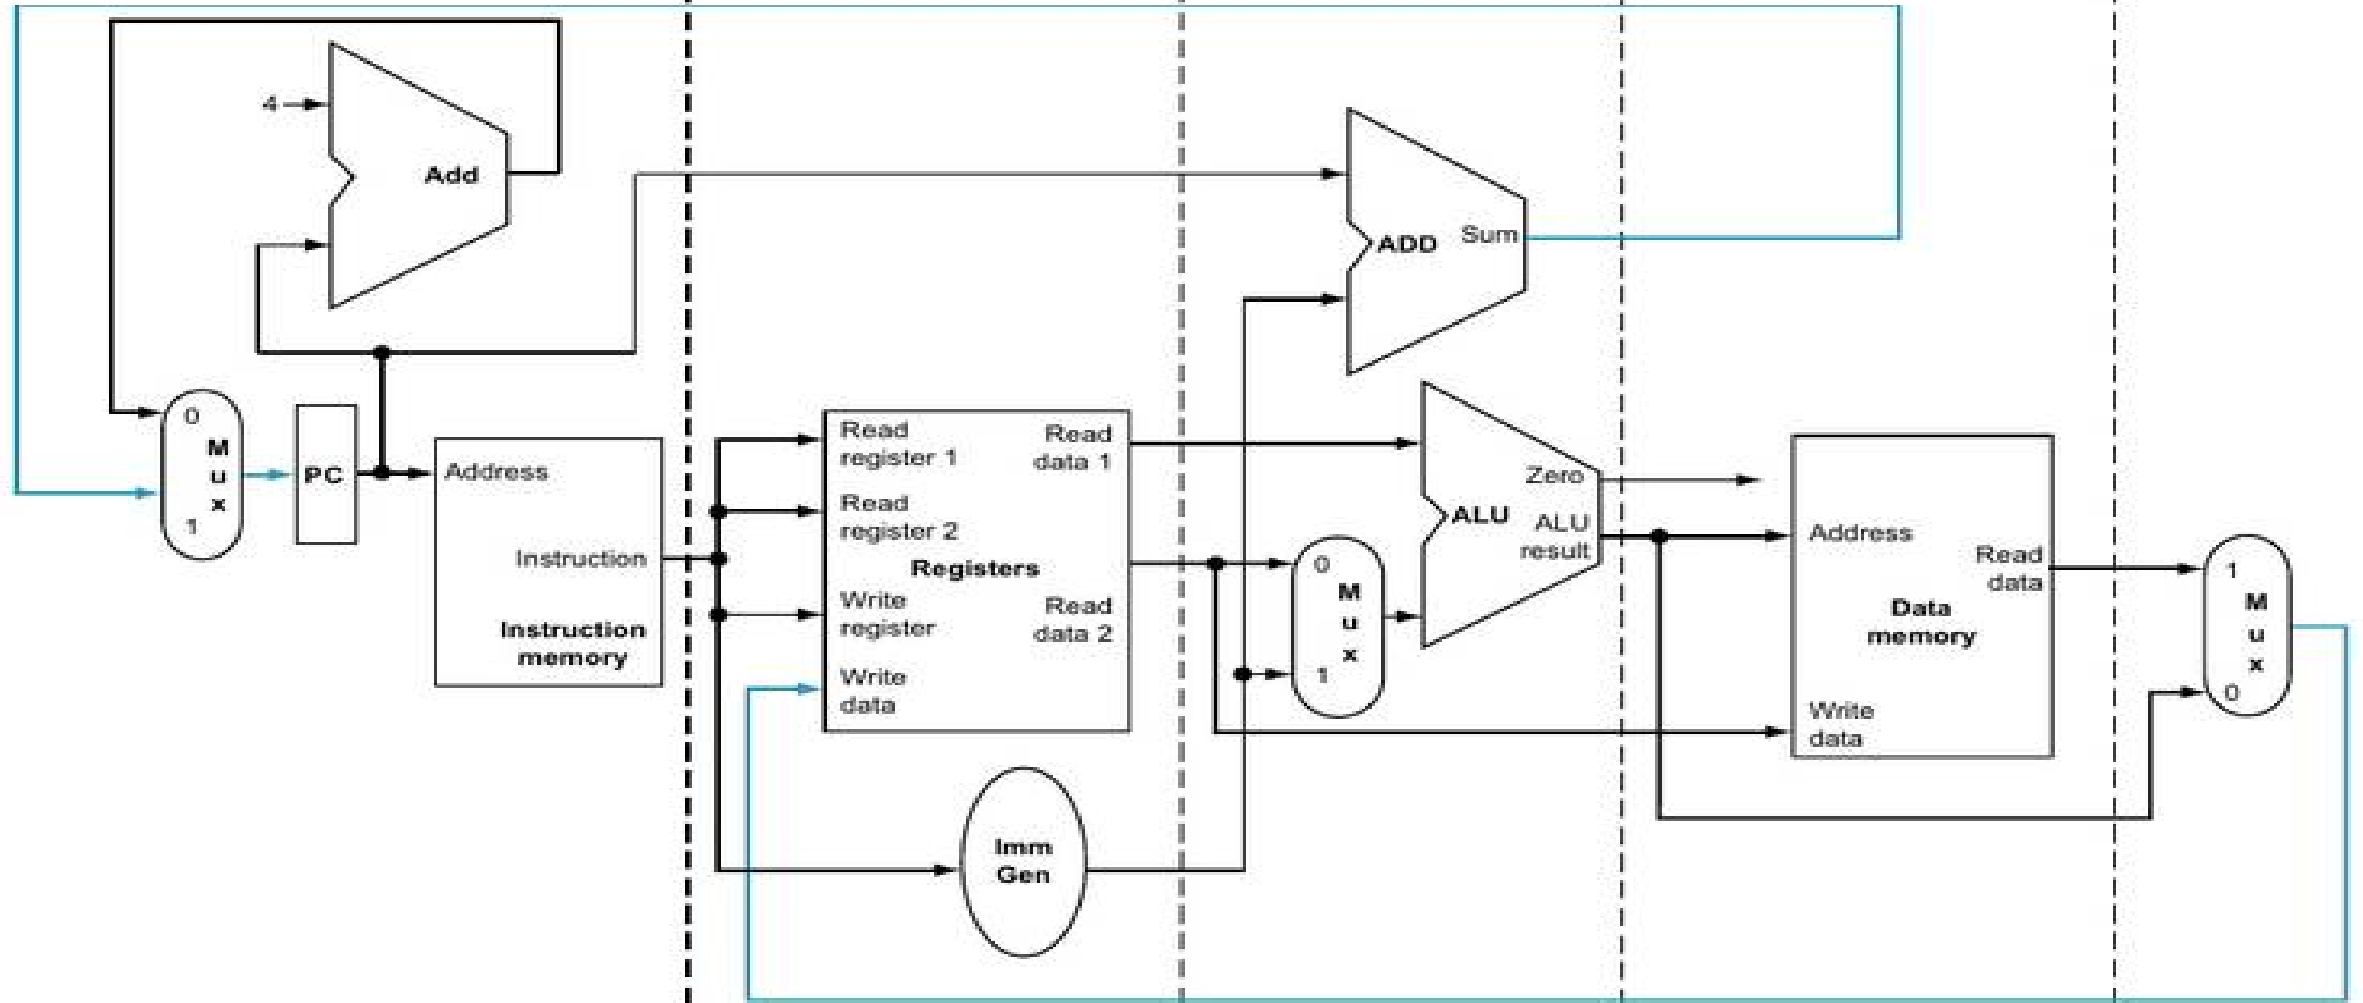 4
Add
ADD
Sum
0
M
u
x
1
PC
Address
Instruction
Instruction
memory
Read
register 1
Read
register 2
Registers
Write
register
Write
data
Read
data 1
Read
data 2
Imm
Gen
0
M
u
x
1
Zero
ALU
ALU
result
Address
Read
data
Data
memory
Write
data
1
M
u
x
0